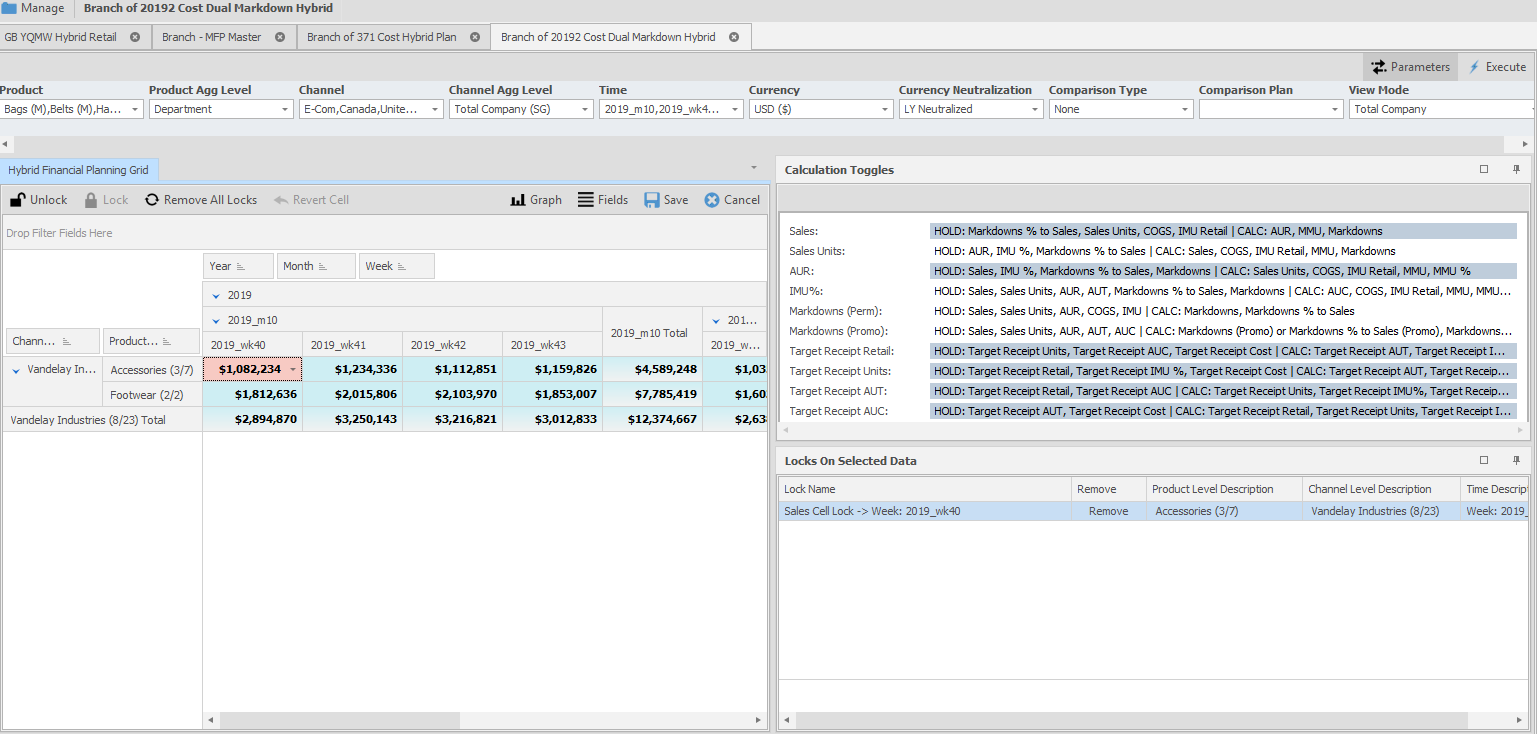 Manage Branch of 20192 Cost Dual Markdown Hybrid
GB YQMW Hybrid Retail Branch - MFP Master Branch of 371 Cost Hybrid Plan Branch of 20192 Cost Dual Markdown Hybrid
Parameters Execute
Product Product Agg Level Channel Channel Agg Level Time Currency Currency Neutralization Comparison Type Comparison Plan View Mode
Bags (M),Belts (M),Ha... Department E-Com,Canada,Unite... Total Company (SG) 2019_m10,2019_wk4... USD ($) LY Neutralized None Total Company
Hybrid Financial Planning Grid
Unlock Lock Remove All Locks Revert Cell Graph Fields Save Cancel
Drop Filter Fields Here
Year Month Week
2019
2019_m10 2019_m10 Total 201...
Chann... Product... 2019_wk40 2019_wk41 2019_wk42 2019_wk43 2019_w...
Vandelay In... Accessories (3/7) $1,082,234 $1,234,336 $1,112,851 $1,159,826 $4,589,248 $1,03
Footwear (2/2) $1,812,636 $2,015,806 $2,103,970 $1,853,007 $7,785,419 $1,60
Vandelay Industries (8/23) Total $2,894,870 $3,250,143 $3,216,821 $3,012,833 $12,374,667 $2,63
Calculation Toggles
Sales: HOLD: Markdowns % to Sales, Sales Units, COGS, IMU Retail | CALC: AUR, MMU, Markdowns
Sales Units: HOLD: AUR, IMU %, Markdowns % to Sales | CALC: Sales, COGS, IMU Retail, MMU, Markdowns
AUR: HOLD: Sales, IMU %, Markdowns % to Sales, Markdowns | CALC: Sales Units, COGS, IMU Retail, MMU, MMU %
IMU%: HOLD: Sales, Sales Units, AUR, AUT, Markdowns % to Sales, Markdowns | CALC: AUC, COGS, IMU Retail, MMU, MMU...
Markdowns (Perm) HOLD: Sales, Sales Units, AUR, COGS, IMU | CALC: Markdowns, Markdowns % to Sales
Markdowns (Promo) HOLD: Sales, Sales Units, AUR, AUT, AUC | CALC: Markdowns (Promo) or Markdowns % to Sales (Promo), Markdowns...
Target Receipt Retail: HOLD: Target Receipt Units, Target Receipt AUC, Target Receipt Cost | CALC: Target Receipt AUT, Target Receipt I...
Target Receipt Units: HOLD: Target Receipt Retail, Target Receipt IMU %, Target Receipt Cost | CALC: Target Receipt AUT, Target Receip...
Target Receipt AUT: HOLD: Target Receipt Retail, Target Receipt AUC | CALC: Target Receipt Units, Target Receipt IMU%, Target Receip...
Target Receipt AUC: HOLD: Target Receipt AUT, Target Receipt Cost | CALC: Target Receipt Retail, Target Receipt Units, Target Receipt I...
Locks On Selected Data
Lock Name Remove Product Level Description Channel Level Description Time Descrip
Sales Cell Lock -> Week: 2019_wk40 Remove Accessories (3/7) Vandelay Industries (8/23) Week: 2019_